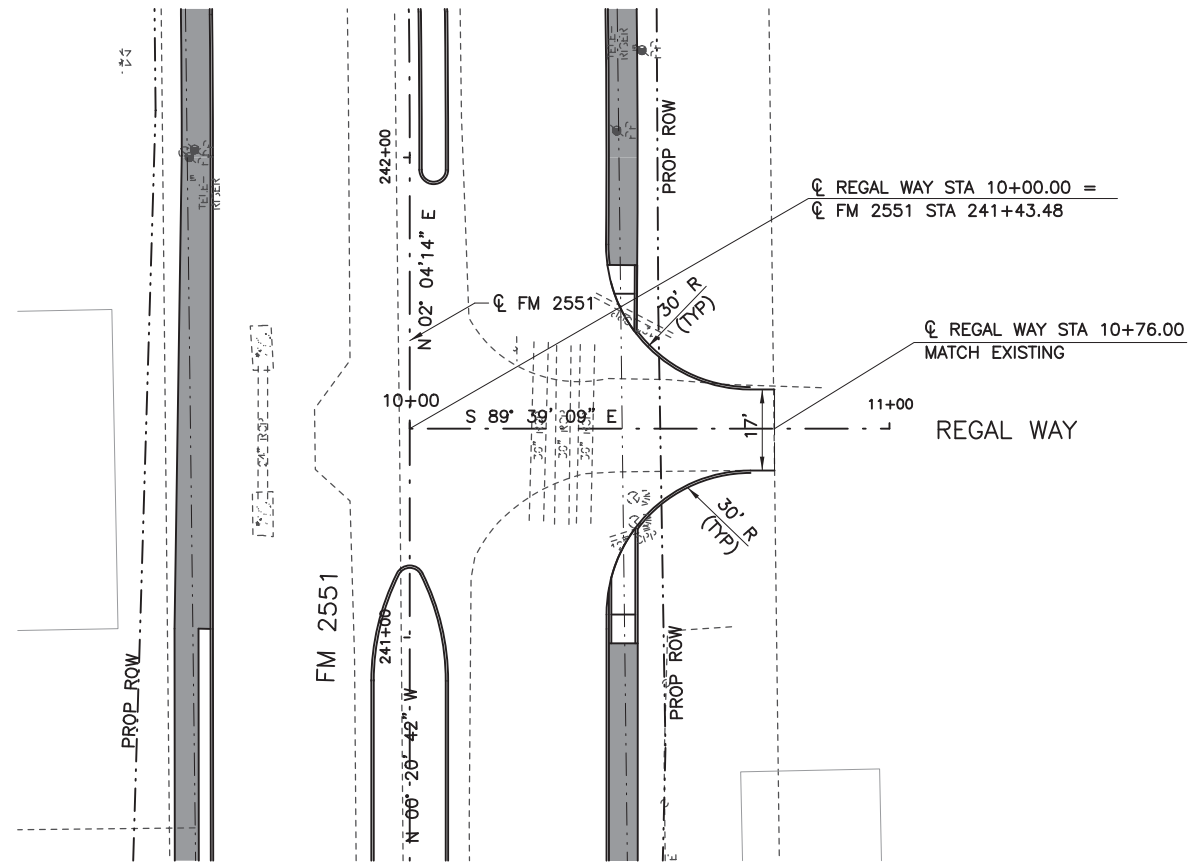 PROP ROW
242+00
N 02° 04'14" E
℄ REGAL WAY STA 10+00.00 =
℄ FM 2551 STA 241+43.48
℄ FM 2551
30' R
(TYP)
℄ REGAL WAY STA 10+76.00
MATCH EXISTING
10+00
S 89° 39' 09" E
17'
11+00
REGAL WAY
30' R
(TYP)
FM 2551
241+00
PROP ROW
PROP ROW
N 00° 20' 42" W